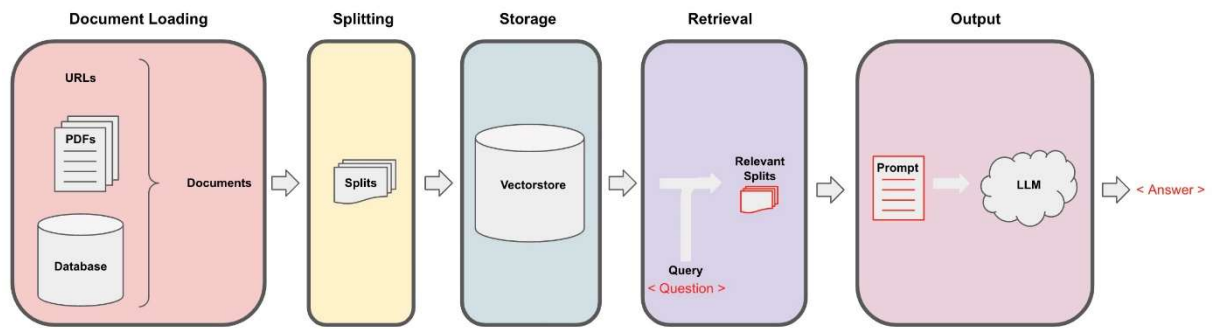 Document Loading
Splitting
Storage
Retrieval
Output
URLs
PDFs
Documents
Database
Splits
Vectorstore
Relevant
Splits
Query
< Question >
Prompt
LLM
< Answer >